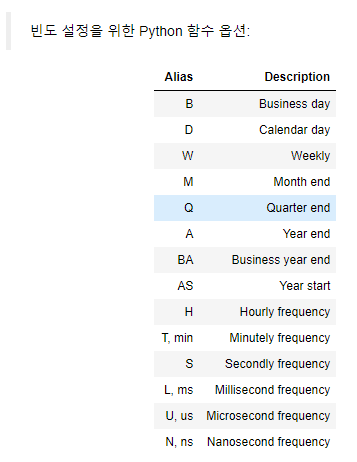 빈도 설정을 위한 Python 함수 옵션:
Alias Description
B Business day
D Calendar day
W Weekly
M Month end
Q Quarter end
A Year end
BA Business year end
AS Year start
H Hourly frequency
T, min Minutely frequency
S Secondly frequency
L, ms Millisecond frequency
U, us Microsecond frequency
N, ns Nanosecond frequency